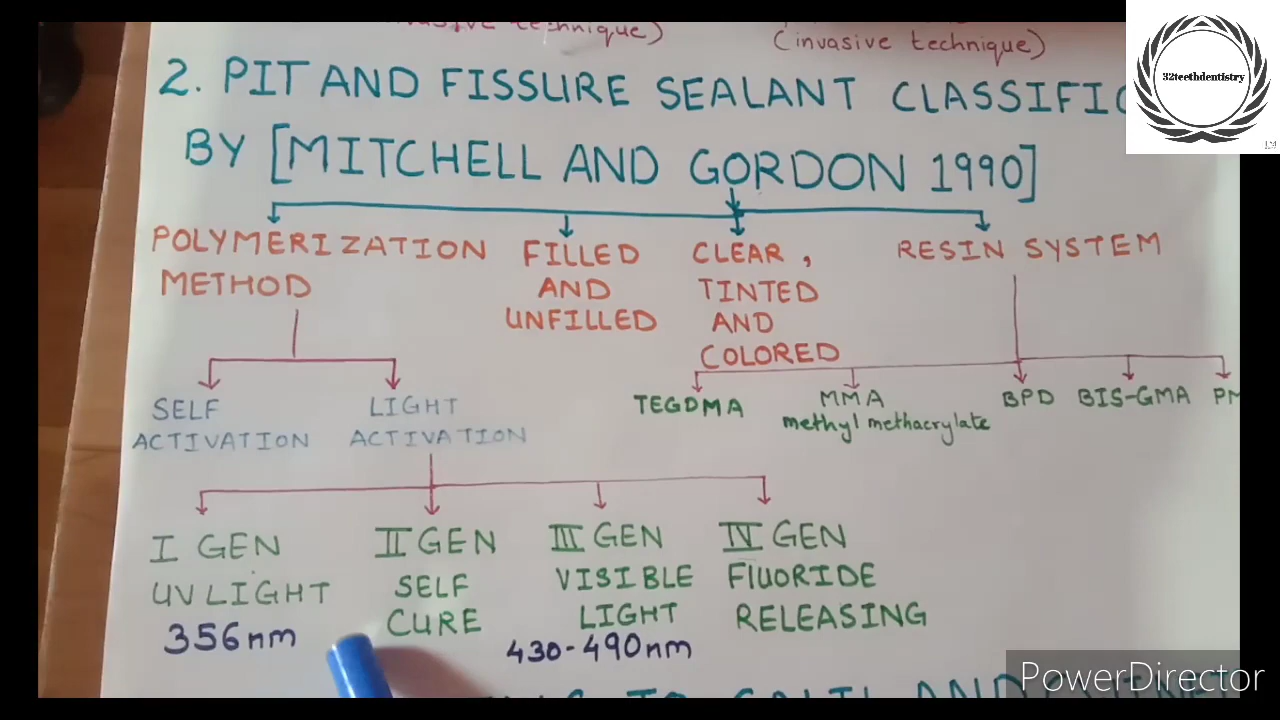 technique)
(invasive technique)
32teethdentistry
2. PIT AND FISSURE SEALANT
BY [MITCHELL AND GORDON 1990]
POLYMERIZATION METHOD
FILLED AND UNFILLED
CLEAR, TINTED AND COLORED
RESIN SYSTEM
SELF ACTIVATION
LIGHT ACTIVATION
TEGDMA
MMA
methyl methacrylate
BPD
BIS-GMA
I GEN
UV LIGHT
356nm
II GEN
SELF
CURE
III GEN
VISIBLE
LIGHT
430-490nm
IV GEN
FLUORIDE
RELEASING
PowerDirector